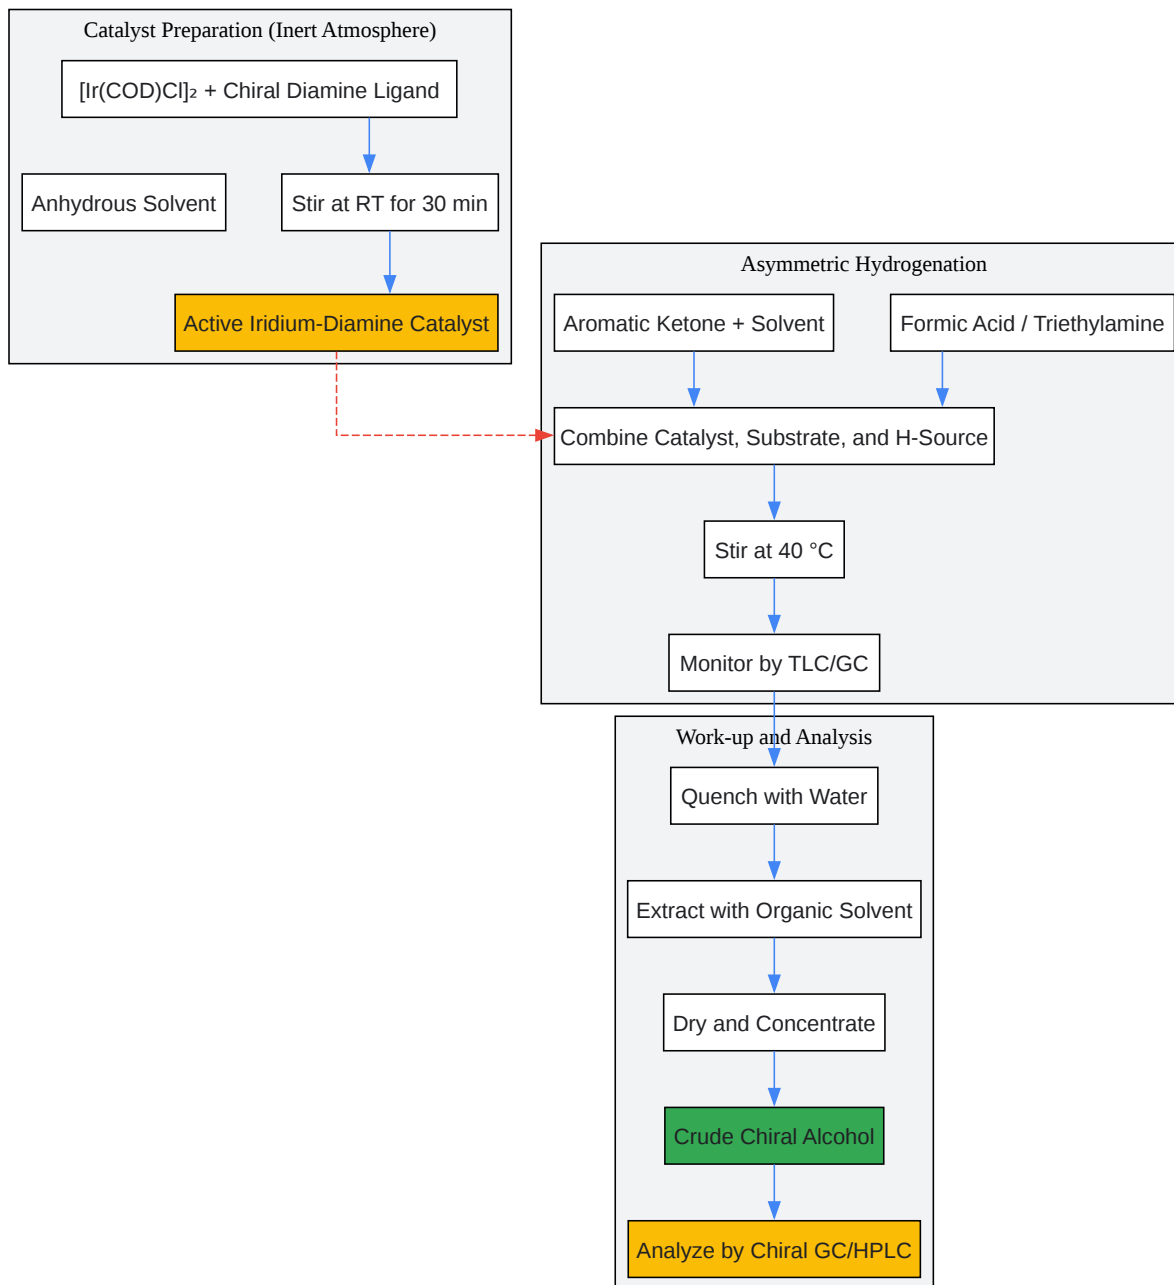 Catalyst Preparation (Inert Atmosphere)
[Ir(COD)Cl]₂ + Chiral Diamine Ligand
Anhydrous Solvent
Stir at RT for 30 min
Active Iridium-Diamine Catalyst
Asymmetric Hydrogenation
Aromatic Ketone + Solvent
Formic Acid / Triethylamine
Combine Catalyst, Substrate, and H-Source
Stir at 40 °C
Monitor by TLC/GC
Work-up and Analysis
Quench with Water
Extract with Organic Solvent
Dry and Concentrate
Crude Chiral Alcohol
Analyze by Chiral GC/HPLC